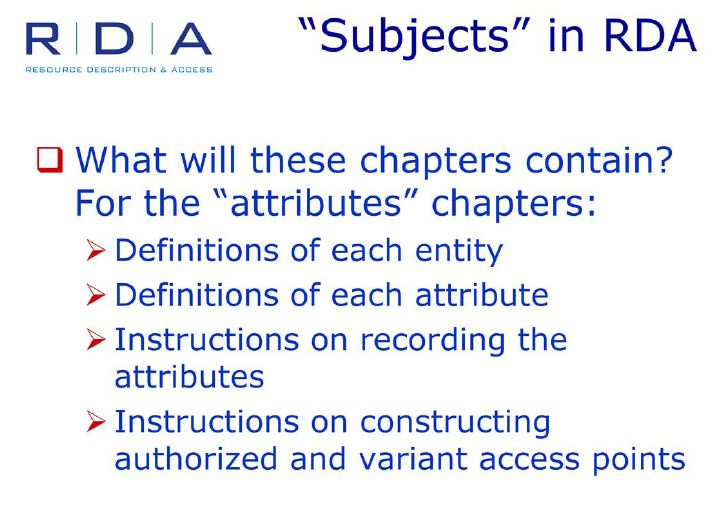 R|D|A
RESOURCE DESCRIPTION & ACCESS
“Subjects” in RDA
What will these chapters contain?
For the “attributes” chapters:
Definitions of each entity
Definitions of each attribute
Instructions on recording the
attributes
Instructions on constructing
authorized and variant access points